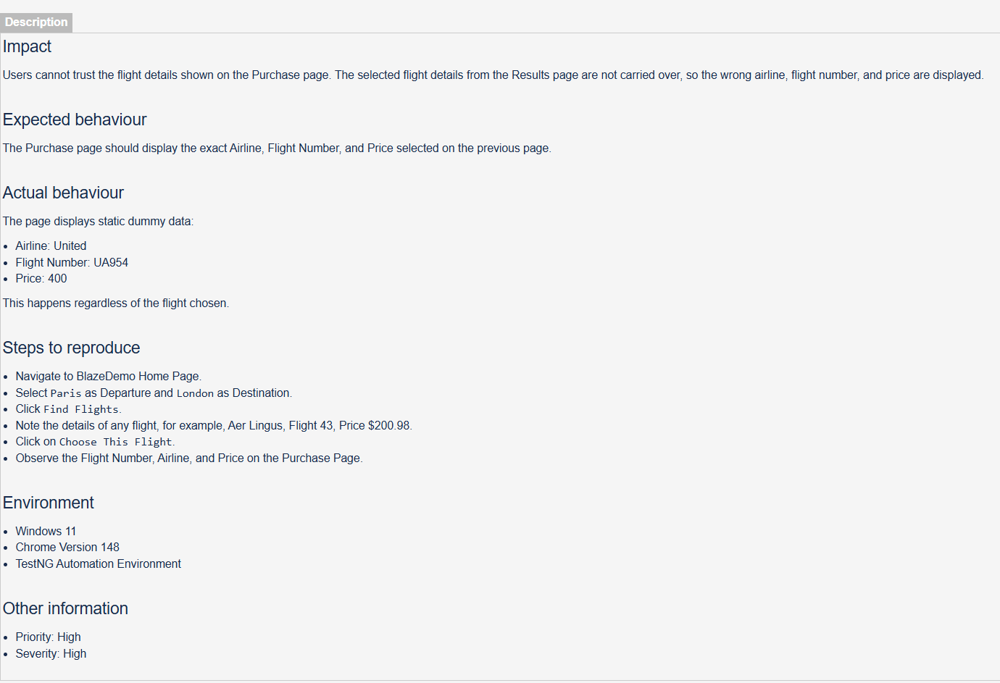 Description
Impact
Users cannot trust the flight details shown on the Purchase page. The selected flight details from the Results page are not carried over, so the wrong airline, flight number, and price are displayed.
Expected behaviour
The Purchase page should display the exact Airline, Flight Number, and Price selected on the previous page.
Actual behaviour
The page displays static dummy data:
• Airline: United
• Flight Number: UA954
• Price: 400
This happens regardless of the flight chosen.
Steps to reproduce
• Navigate to BlazeDemo Home Page.
• Select Paris as Departure and London as Destination.
• Click Find Flights.
• Note the details of any flight, for example, Aer Lingus, Flight 43, Price $200.98.
• Click on Choose This Flight.
• Observe the Flight Number, Airline, and Price on the Purchase Page.
Environment
• Windows 11
• Chrome Version 148
• TestNG Automation Environment
Other information
• Priority: High
• Severity: High